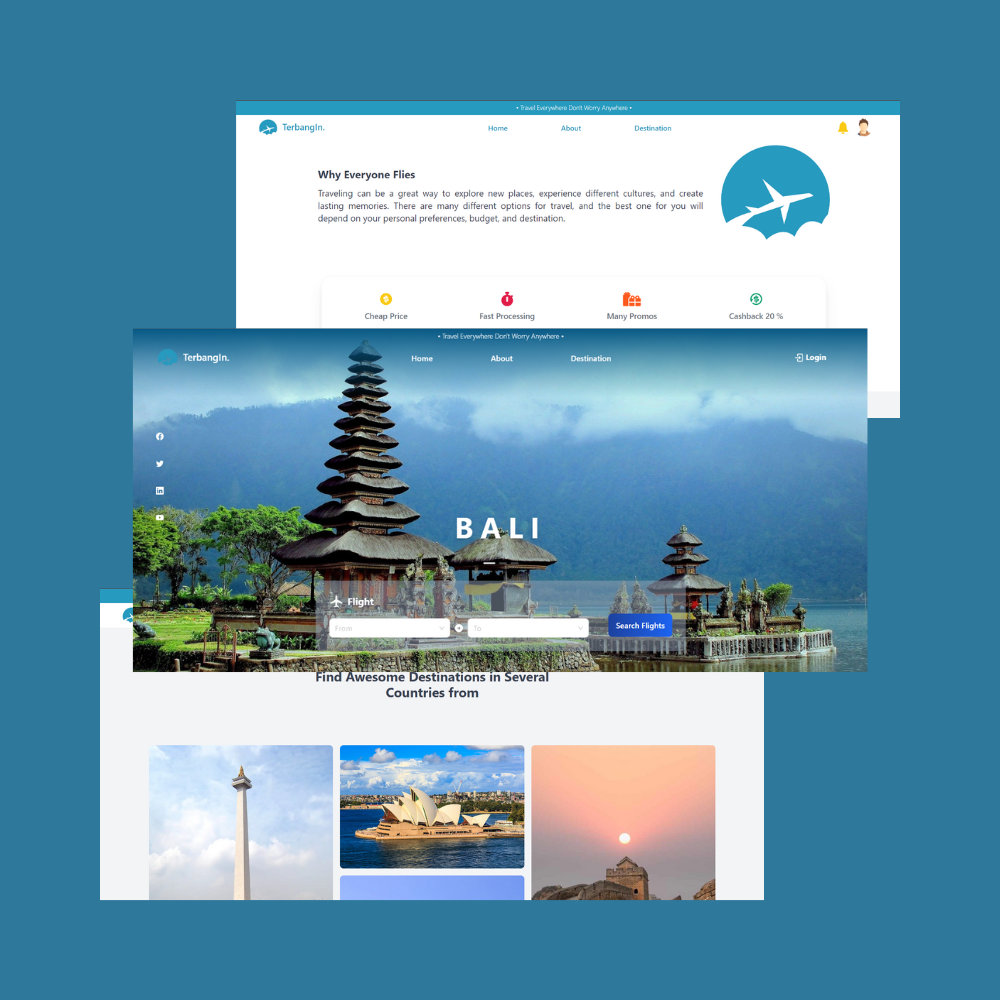 • Travel Everywhere Don't Worry Anywhere •
TerbangIn.
Home
About
Destination
Why Everyone Flies
Traveling can be a great way to explore new places, experience different cultures, and create
lasting memories. There are many different options for travel, and the best one for you will
depend on your personal preferences, budget, and destination.
Cheap Price
Fast Processing
Many Promos
Cashback 20 %
• Travel Everywhere Don't Worry Anywhere •
TerbangIn.
Home
About
Destination
Login
BALI
Flight
From
To
Search Flights
Find Awesome Destinations in Several
Countries from